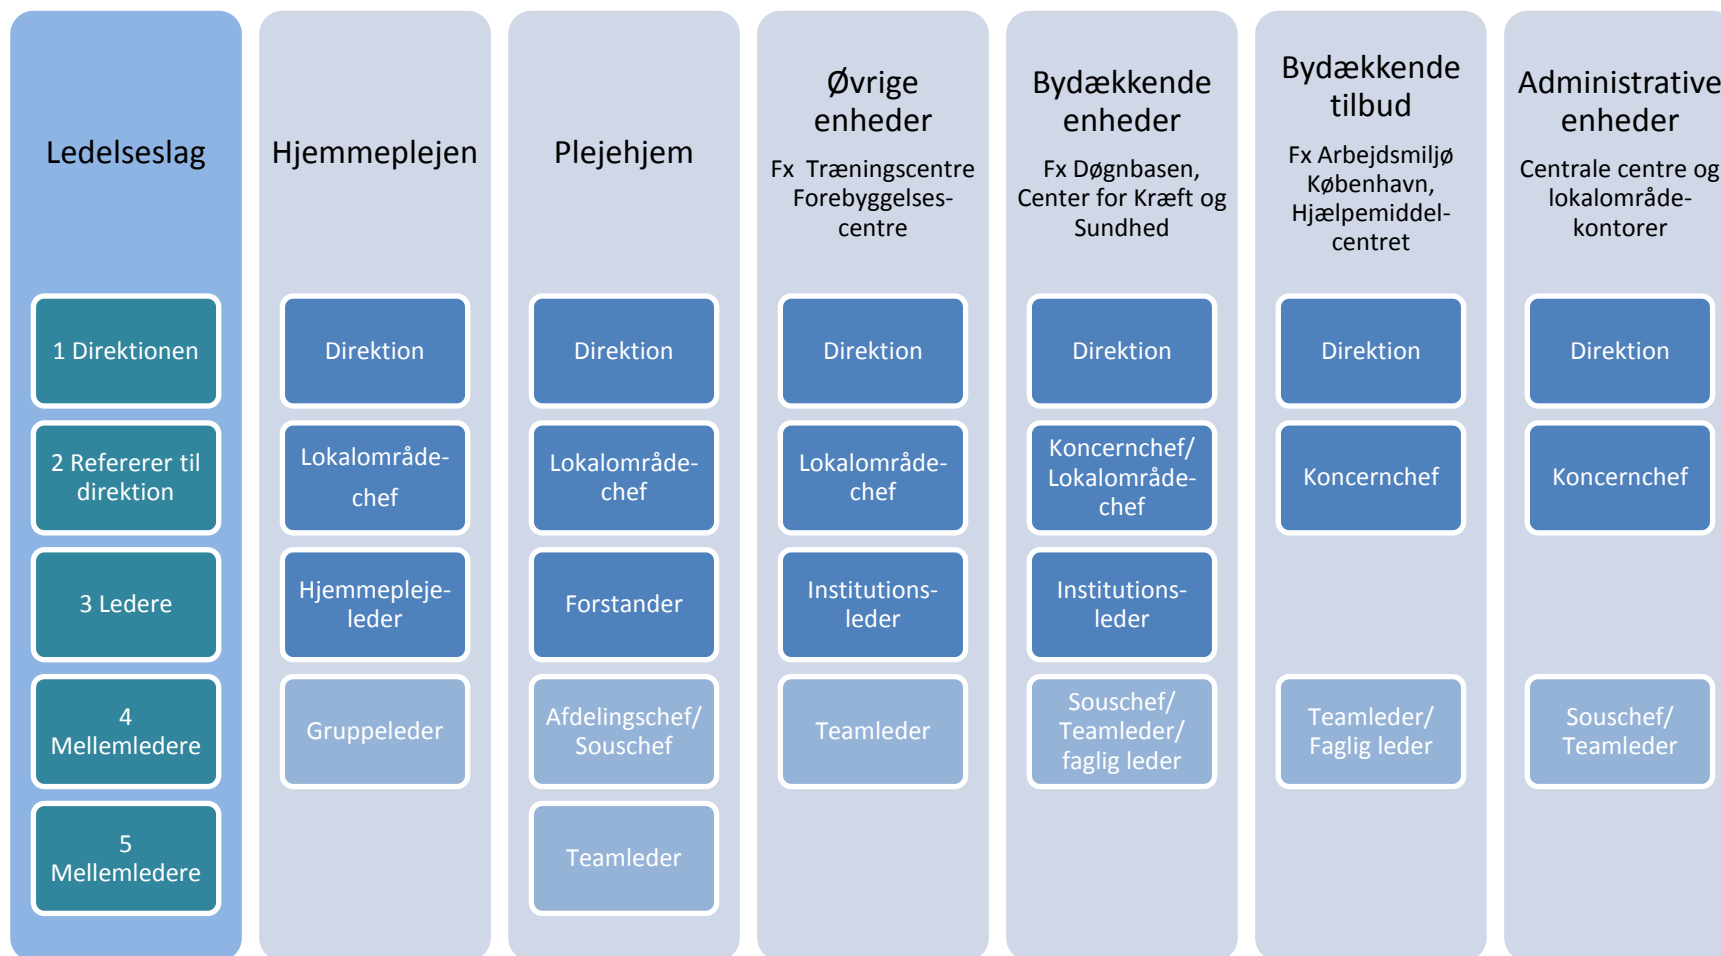 Ledelseslag
Hjemmeplejen
Plejehjem
Øvrige
enheder
Fx Træningscentre
Forebyggelses-
centre
Bydækkende
enheder
Fx Døgnbasen,
Center for Kræft og
Sundhed
Bydækkende
tilbud
Fx Arbejdsmiljø
København,
Hjælpemiddel-
centret
Administrative
enheder
Centrale centre og
lokalområde-
kontorer
1 Direktionen
Direktion
Direktion
Direktion
Direktion
Direktion
Direktion
2 Refererer til
direktion
Lokalområde-
chef
Lokalområde-
chef
Lokalområde-
chef
Koncernchef/
Lokalområde-
chef
Koncernchef
Koncernchef
3 Ledere
Hjemmepleje-
leder
Forstander
Institutions-
leder
Institutions-
leder
4
Mellemledere
Gruppeleder
Afdelingschef/
Souschef
Teamleder
Souschef/
Teamleder/
faglig leder
Teamleder/
Faglig leder
Souschef/
Teamleder
5
Mellemledere
Teamleder